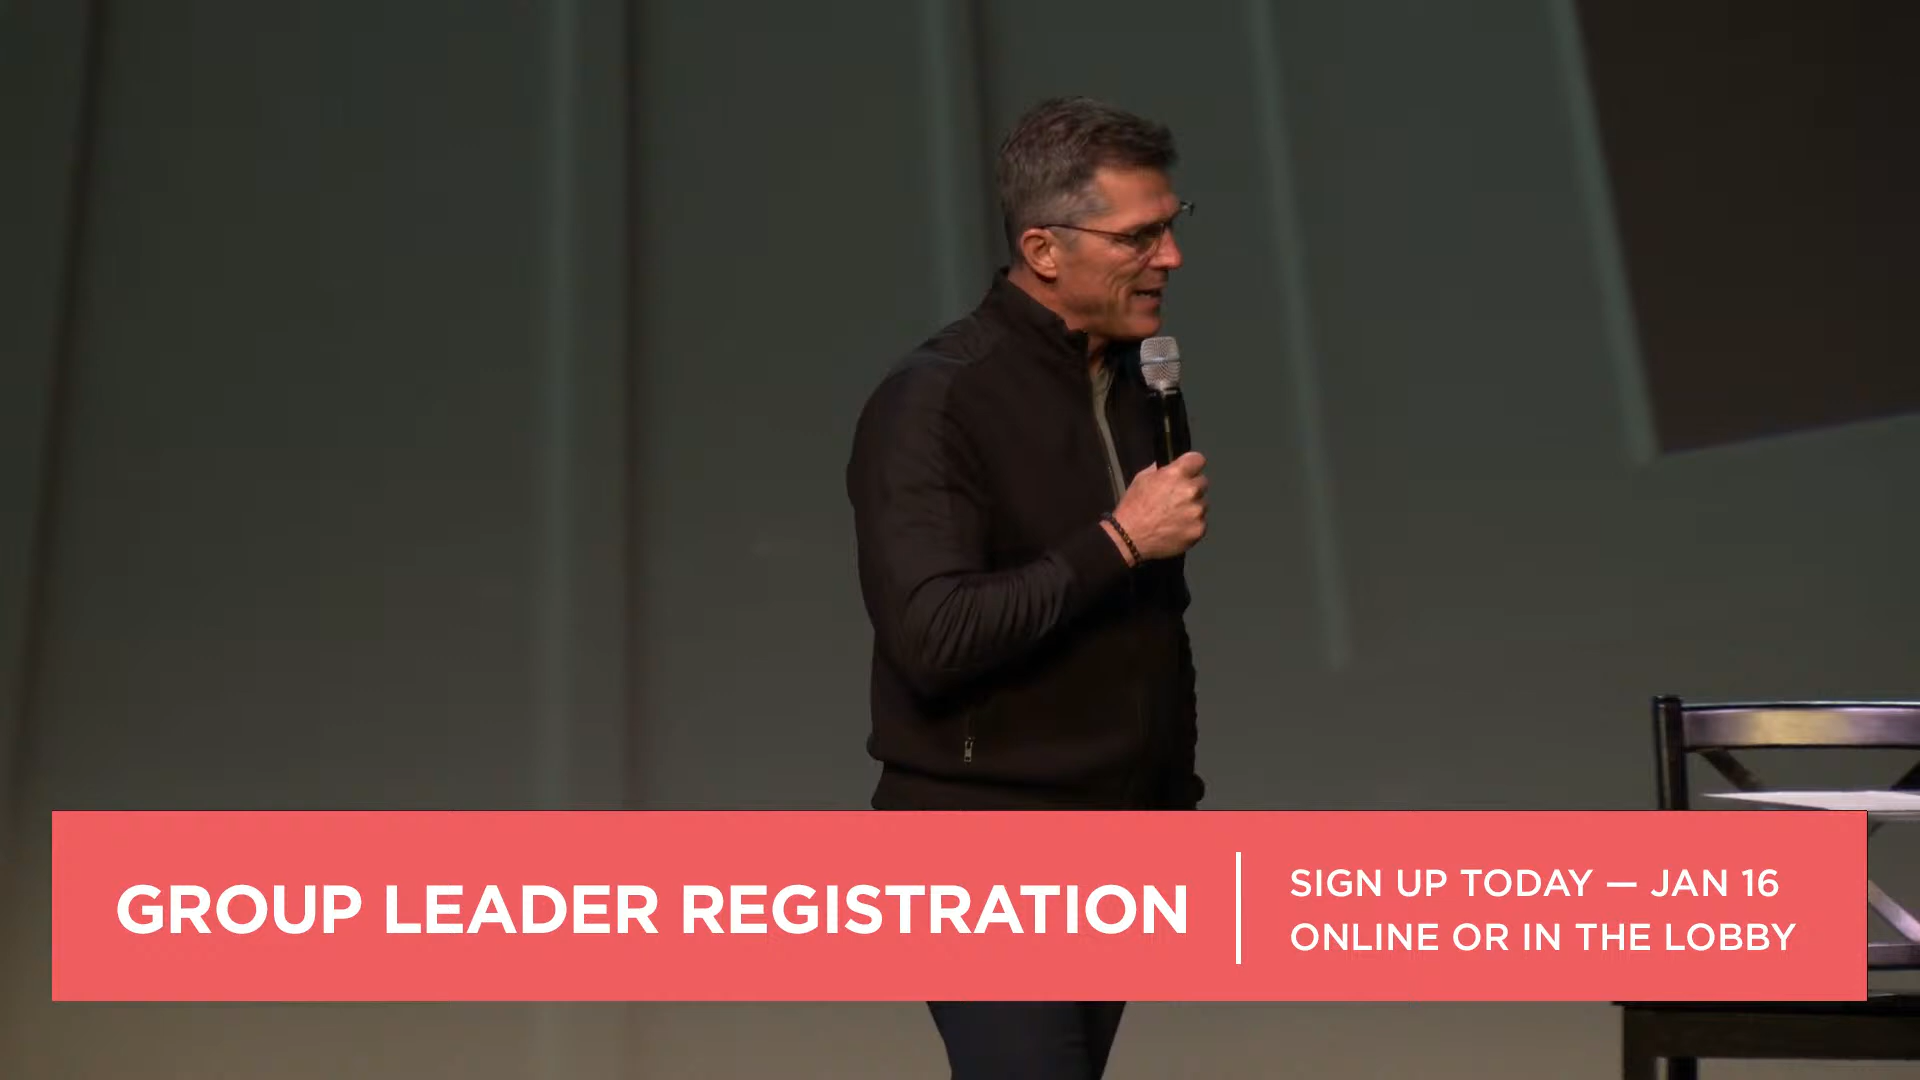 GROUP LEADER REGISTRATION
SIGN UP TODAY — JAN 16
ONLINE OR IN THE LOBBY